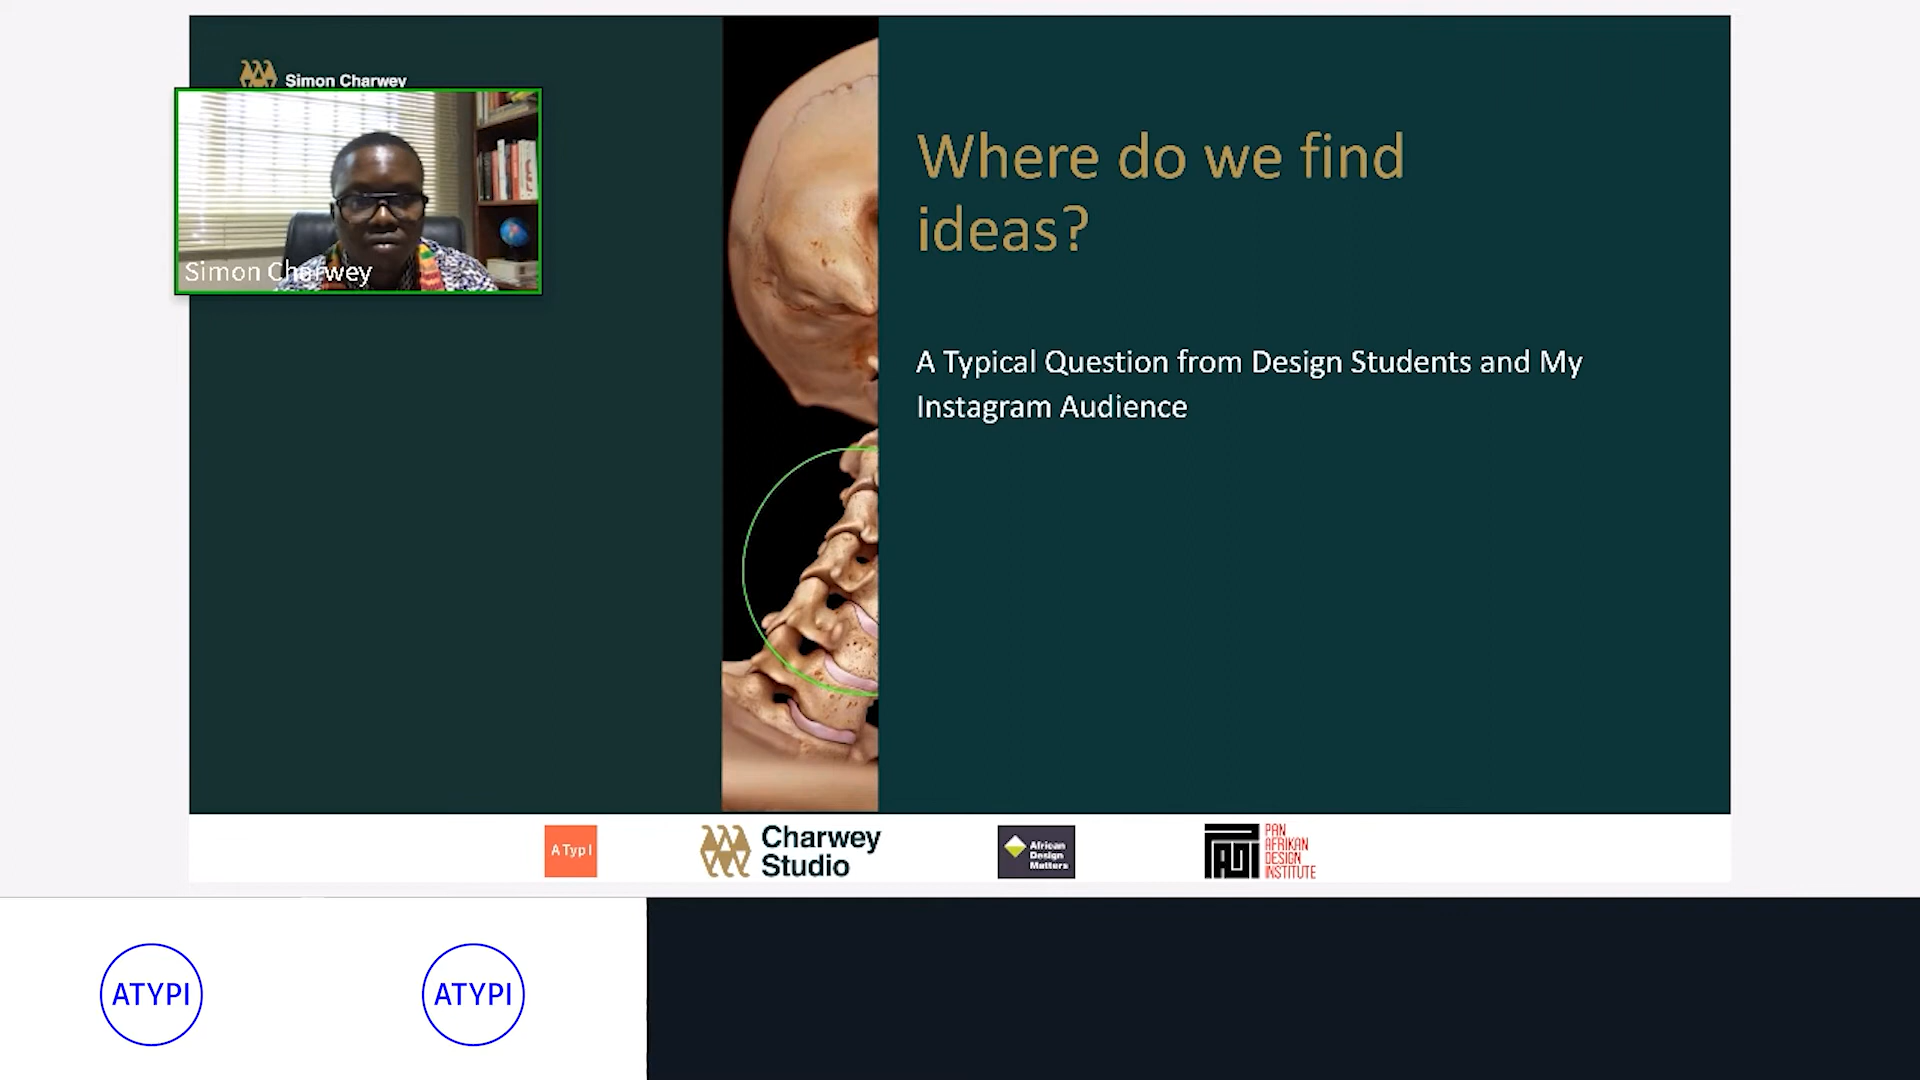 Simon Charwey
Simon Charwey
Where do we find
ideas?
A Typical Question from Design Students and My
Instagram Audience
ATypI
Charwey
Studio
African
Design
Matters
PADI
PAN
AFRIKAN
DESIGN
INSTITUTE
ATYPI
ATYPI